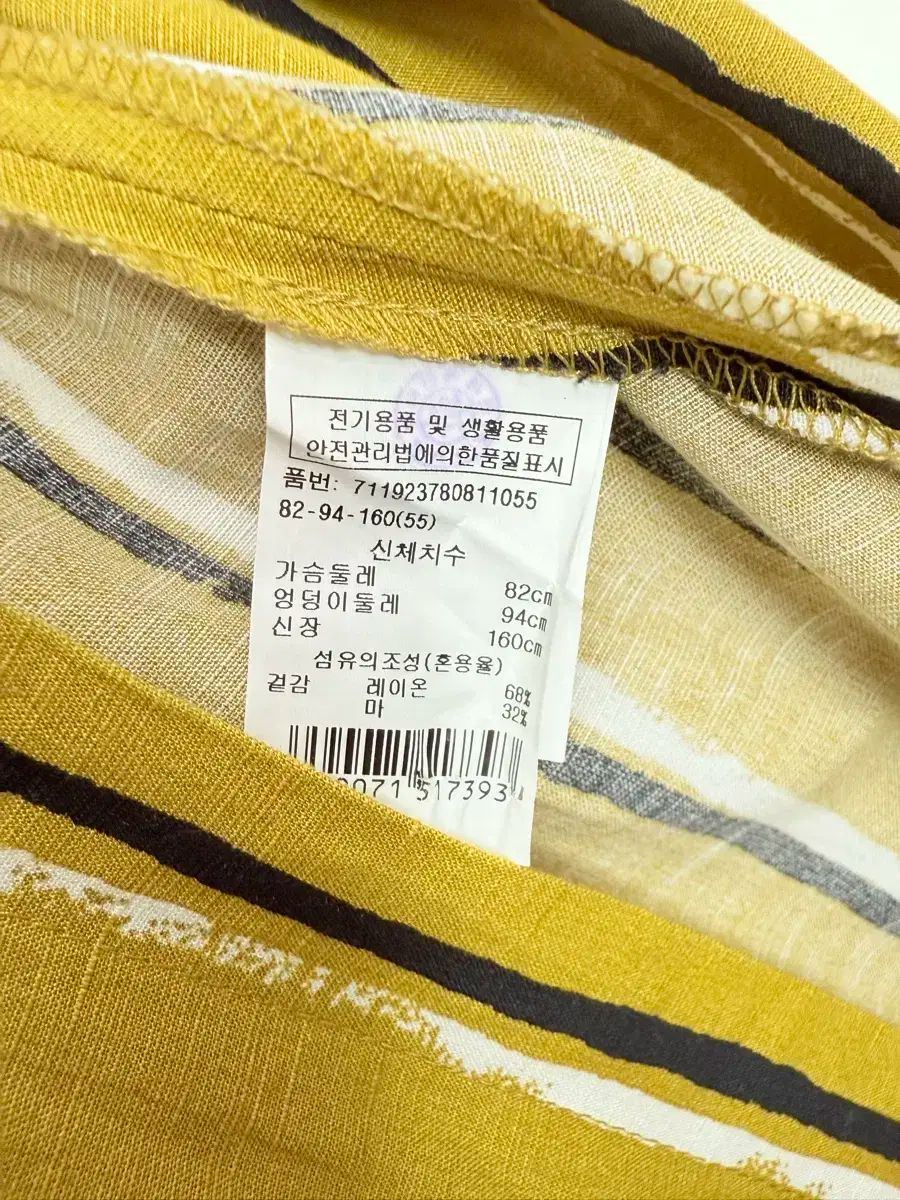 전기용품 및 생활용품
안전관리법에의한품질표시
품번: 711923780811055
82-94-160(55)
신체치수
가슴둘레 82cm
엉덩이둘레 94cm
신장 160cm
섬유의조성(혼용율)
겉감 레이온 68%
마 32%
0071 517393